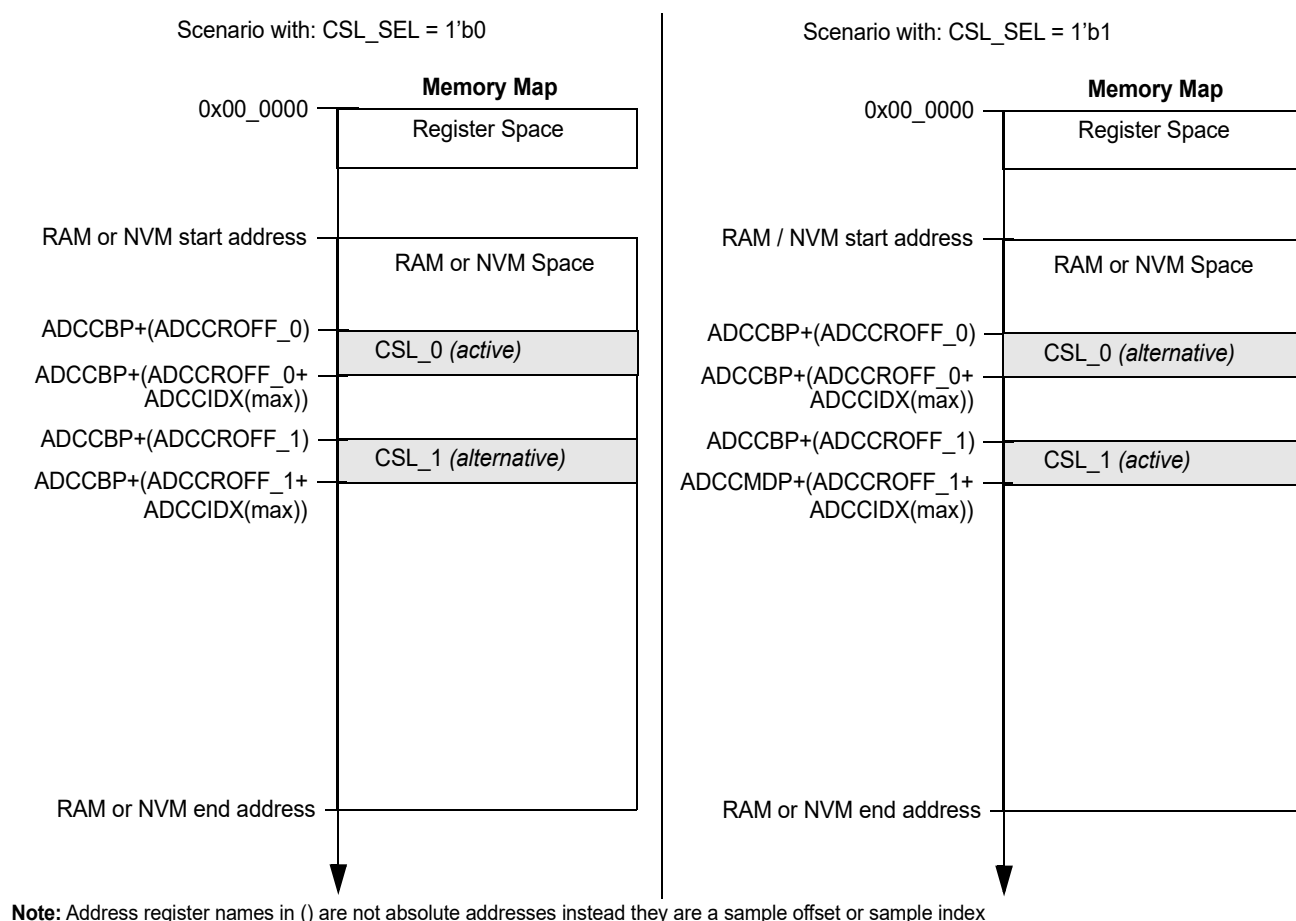 Scenario with: CSL_SEL = 1’b0
Memory Map
0x00_0000
Register Space
RAM or NVM start address
RAM or NVM Space
ADCCBP+(ADCCROFF_0)
CSL_0 (active)
ADCCBP+(ADCCROFF_0+
ADCCIDX(max))
ADCCBP+(ADCCROFF_1)
CSL_1 (alternative)
ADCCBP+(ADCCROFF_1+
ADCCIDX(max))
RAM or NVM end address
Scenario with: CSL_SEL = 1’b1
Memory Map
0x00_0000
Register Space
RAM / NVM start address
RAM or NVM Space
ADCCBP+(ADCCROFF_0)
CSL_0 (alternative)
ADCCBP+(ADCCROFF_0+
ADCCIDX(max))
ADCCBP+(ADCCROFF_1)
CSL_1 (active)
ADCCMDP+(ADCCROFF_1+
ADCCIDX(max))
RAM or NVM end address
Note: Address register names in () are not absolute addresses instead they are a sample offset or sample index